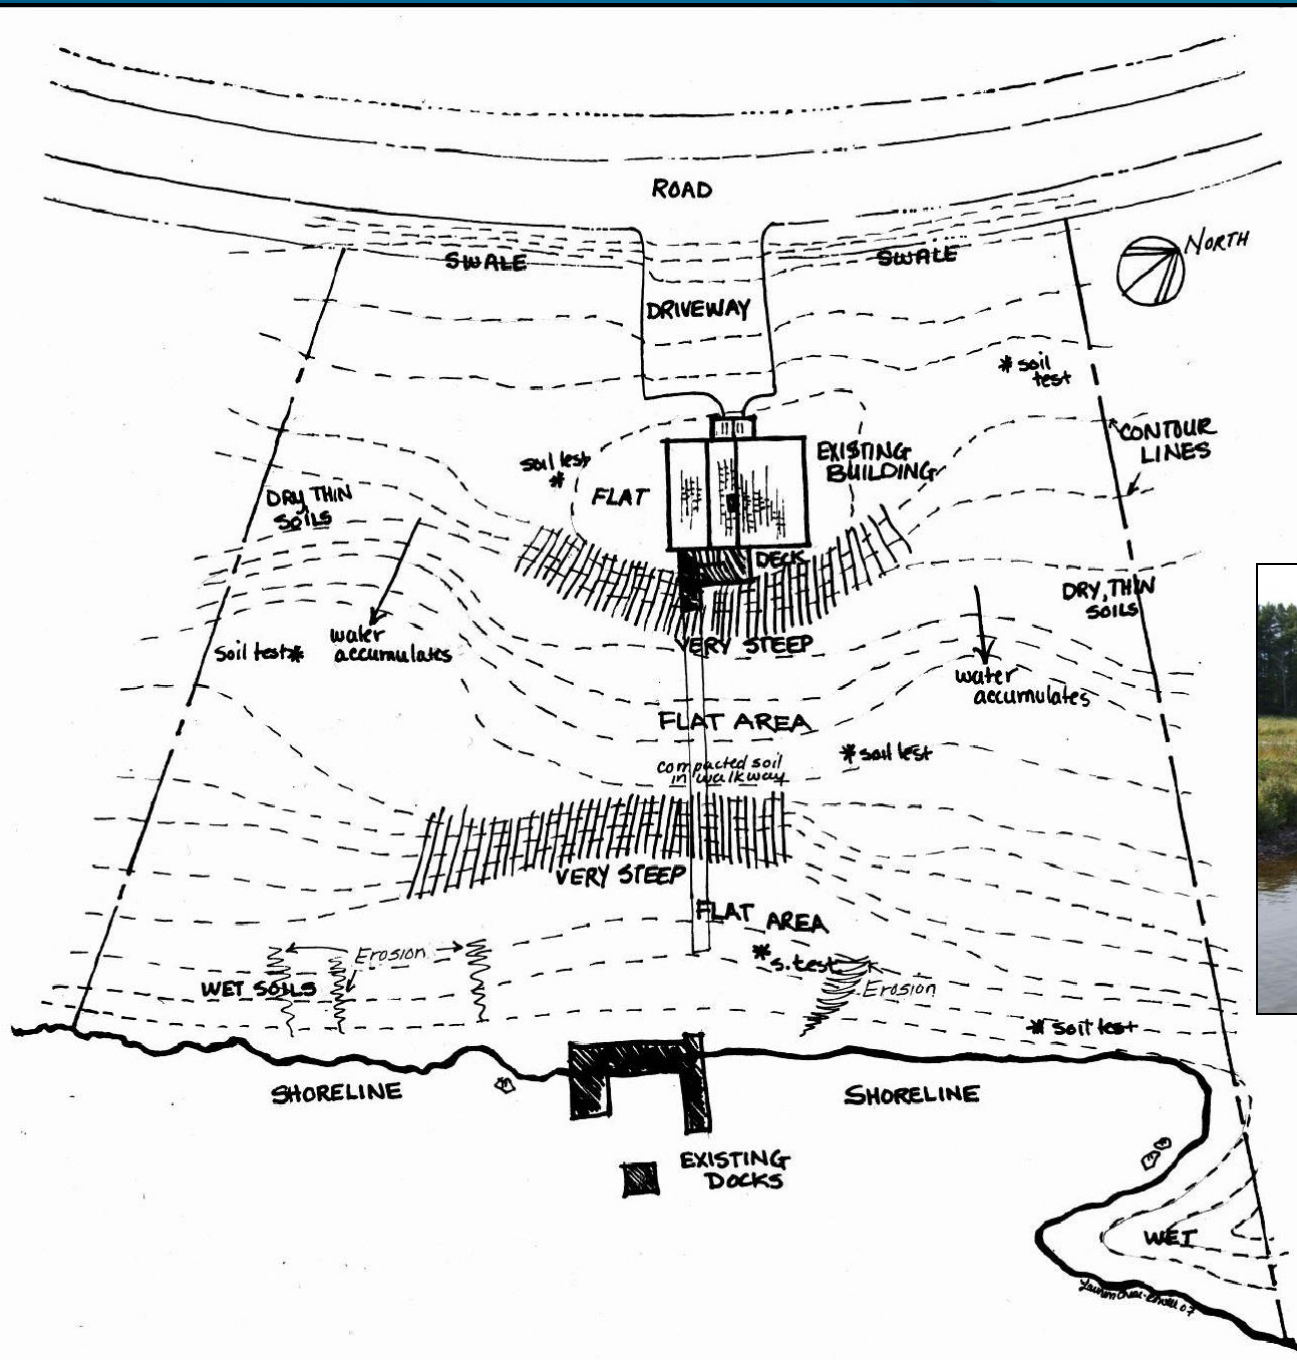 ROAD
SWALE
SWALE
NORTH
DRIVEWAY
* soil
test
CONTOUR
LINES
soil test
*
FLAT
EXISTING
BUILDING
DRY, THIN
SOILS
DECK
DRY, THIN
SOILS
VERY STEEP
water
accumulates
Soil test*
water
accumulates
FLAT AREA
* soil test
compacted soil
in walkway
VERY STEEP
FLAT AREA
Erosion
* s. test
WET SOILS
Erosion
* soil test
SHORELINE
SHORELINE
EXISTING
DOCKS
WET